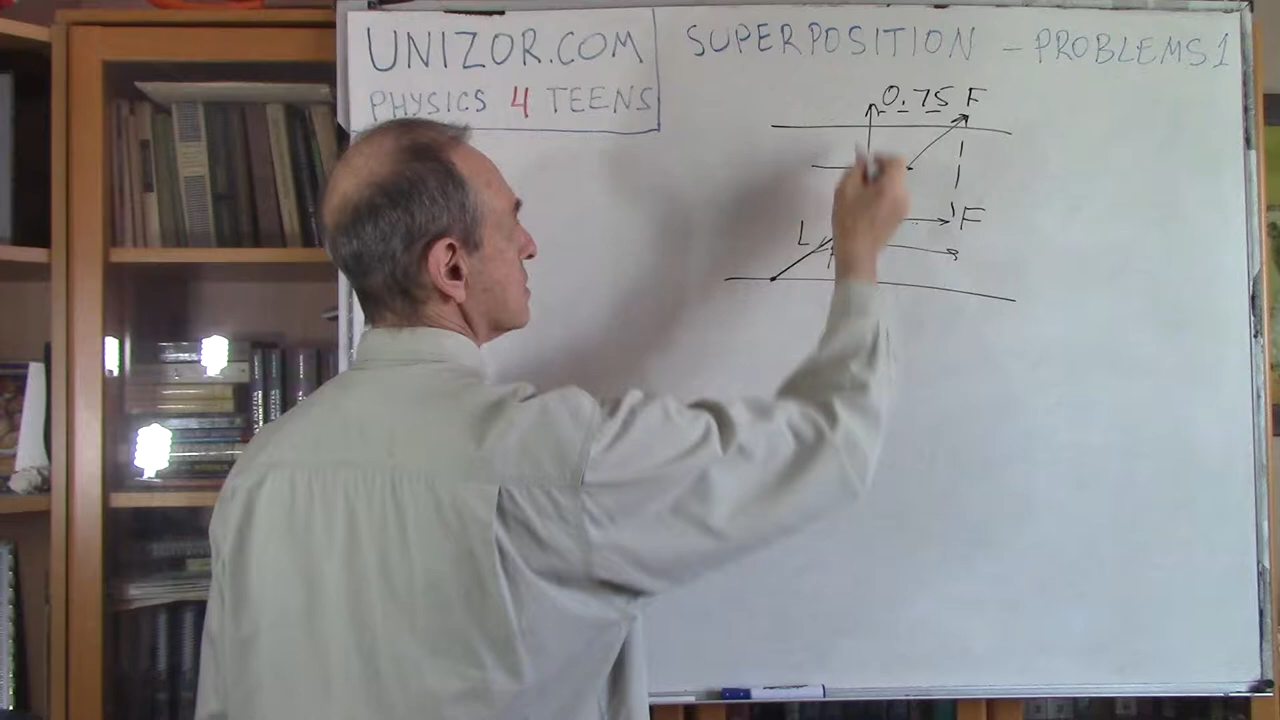 UNIZOR.COM
PHYSICS 4 TEENS
SUPERPOSITION - PROBLEMS 1
0.75 F
F
L